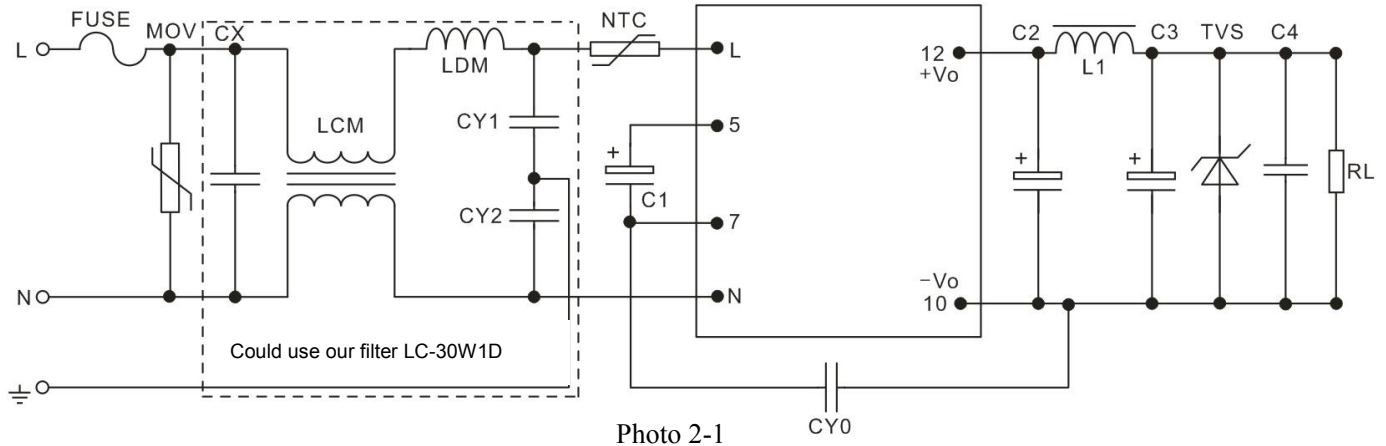 FUSE
MOV
CX
LDM
NTC
L
L
12
+Vo
C2
L1
C3
TVS
C4
LCM
CY1
5
+
C1
+
+
RL
CY2
7
N
N
−Vo
10
Could use our filter LC-30W1D
CY0
Photo 2-1